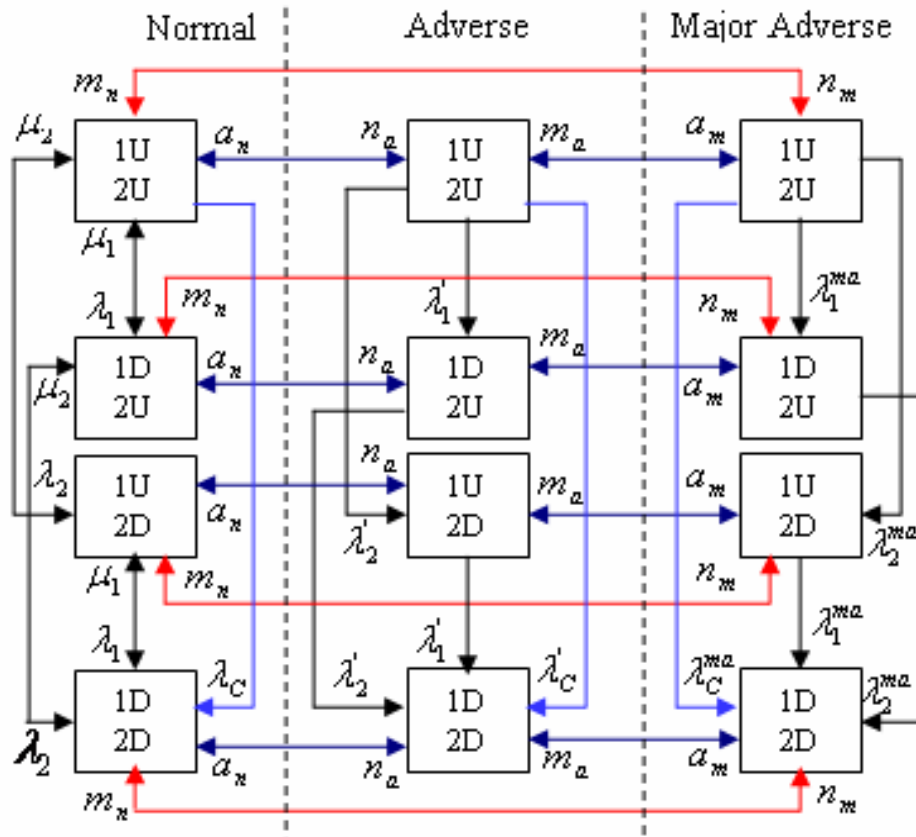 Normal Adverse Major Adverse
m_n n_m
μ_2 a_n n_a m_a a_m
1U 1U 1U
2U 2U 2U
μ_1
λ_1 m_n λ'_1 n_m λ_1^{ma}
μ_2 a_n n_a m_a a_m
1D 1D 1D
2U 2U 2U
λ_2 a_n n_a m_a a_m
1U 1U 1U
2D 2D 2D
λ'_2 λ_2^{ma}
μ_1 m_n n_m
λ_1 λ_C λ'_2 λ'_1 λ'_C λ_C^{ma} λ_1^{ma} λ_2^{ma}
1D 1D 1D
2D 2D 2D
λ_2 a_n n_a m_a a_m
m_n n_m